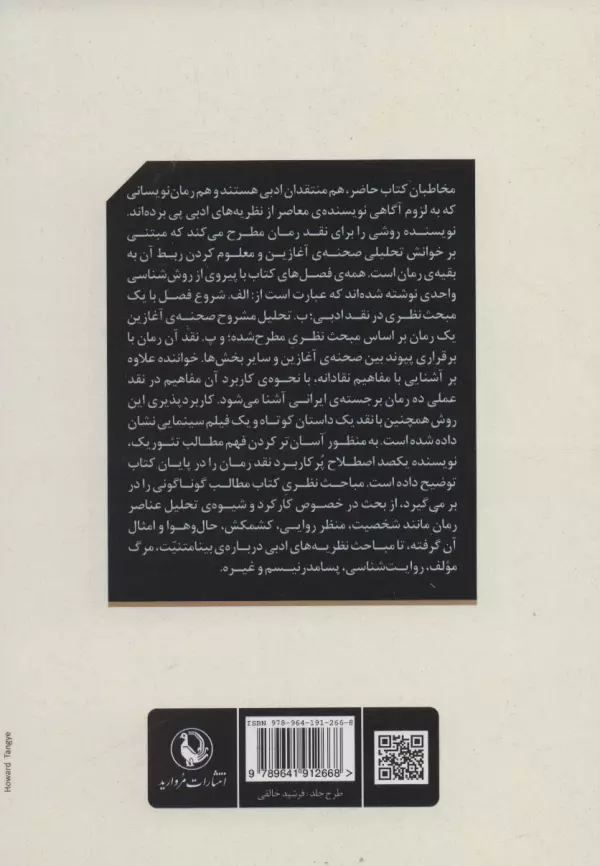 مخاطبان کتاب حاضر، هم منتقدان ادبی هستند و هم رمان‌نویسانی
که به لزوم آگاهی نویسنده‌ی معاصر از نظریه‌های ادبی پی برده‌اند.
نویسنده روشی را برای نقد رمان مطرح می‌کند که مبتنی
بر خوانش تحلیلی صحنه‌ی آغازین و معلوم کردن ربط آن به
بقیه‌ی رمان است. همه‌ی فصل‌های کتاب با پیروی از روش‌شناسی
واحدی نوشته شده‌اند که عبارت است از: الف. شروع فصل با یک
مبحث نظری در نقد ادبی؛ ب. تحلیل مشروح صحنه‌ی آغازین
یک رمان بر اساس مبحث نظری مطرح‌شده؛ و پ. نقد آن رمان با
برقراری پیوند بین صحنه‌ی آغازین و سایر بخش‌ها. خواننده علاوه
بر آشنایی با مفاهیم نقادانه، با نحوه‌ی کاربرد آن مفاهیم در نقد
عملی ده رمان برجسته‌ی ایرانی آشنا می‌شود. کاربردپذیری این
روش همچنین با نقد یک داستان کوتاه و یک فیلم سینمایی نشان
داده شده است. به منظور آسان‌تر کردن فهم مطالب تئوریک،
نویسنده یکصد اصطلاح پُرکاربرد نقد رمان را در پایان کتاب
توضیح داده است. مباحث نظری کتاب مطالب گوناگونی را در
بر می‌گیرد، از بحث در خصوص کارکرد و شیوه‌ی تحلیل عناصر
رمان مانند شخصیت، منظر روایی، کشمکش، حال‌وهوا و امثال
آن گرفته، تا مباحث نظریه‌های ادبی درباره‌ی بینامتنیّت، مرگ
مؤلف، روایت‌شناسی، پسامدرنیسم و غیره.
Howard Tangye
ISBN 978-964-191-266-8
9 789641 912668 >
طرح جلد: فرشید خالقی
انتشارات مُروارید